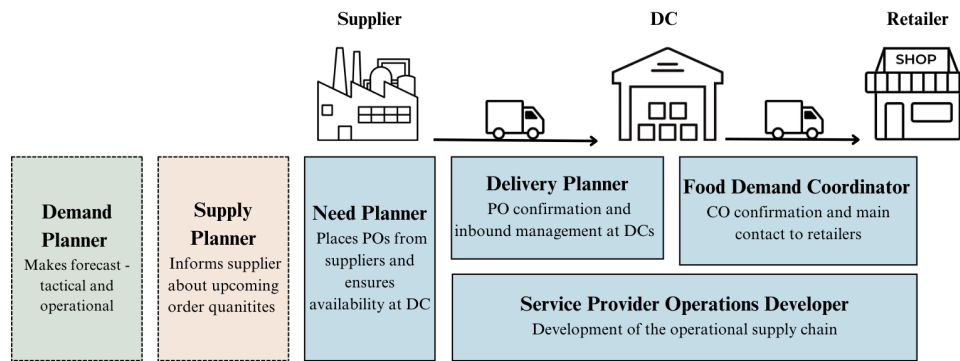 Supplier
DC
Retailer
SHOP
Demand
Planner
Makes forecast -
tactical and
operational
Supply
Planner
Informs supplier
about upcoming
order quanitites
Need Planner
Places POs from
suppliers and
ensures
availability at DC
Delivery Planner
PO confirmation and
inbound management at DCs
Food Demand Coordinator
CO confirmation and main
contact to retailers
Service Provider Operations Developer
Development of the operational supply chain